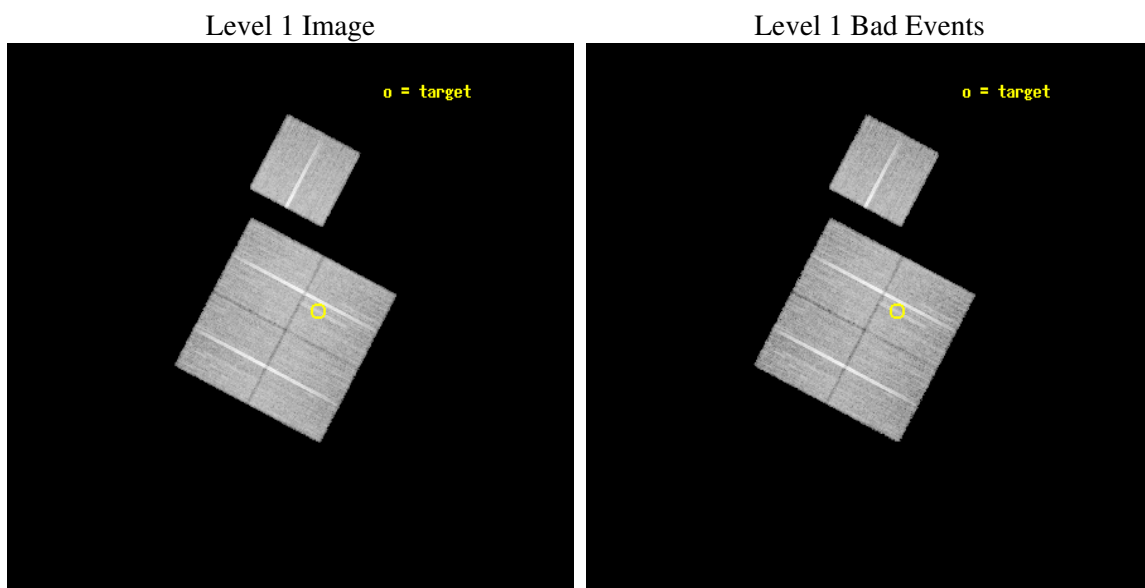 Level 1 Image
Level 1 Bad Events
o = target
o = target